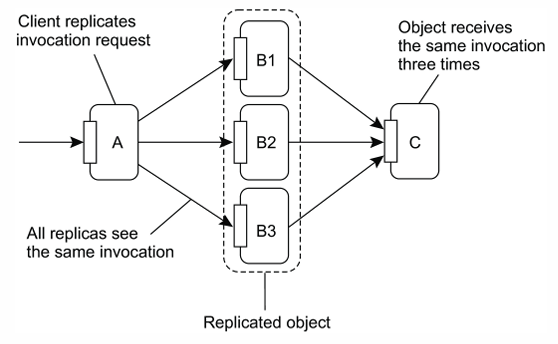 Client replicates
invocation request
Object receives
the same invocation
three times
B1
A
B2
C
B3
All replicas see
the same invocation
Replicated object